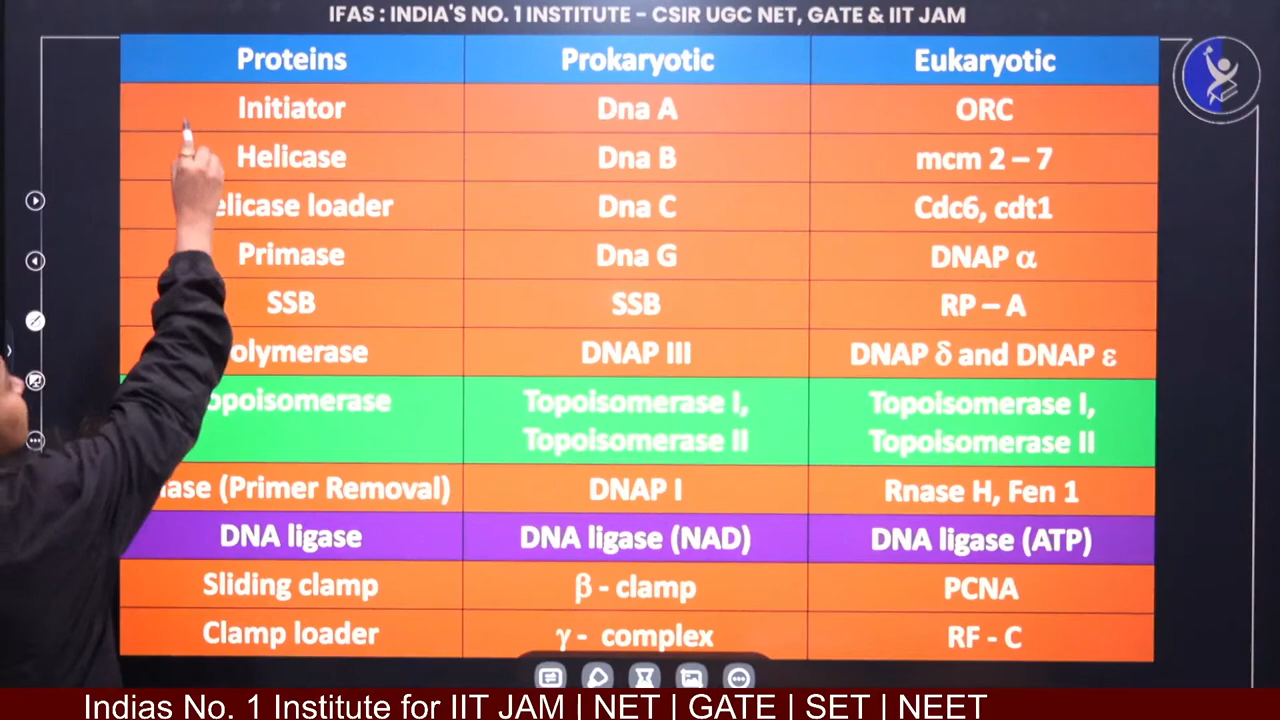 IFAS : INDIA'S NO. 1 INSTITUTE - CSIR UGC NET, GATE & IIT JAM
Proteins Prokaryotic Eukaryotic
Initiator Dna A ORC
Helicase Dna B mcm 2 – 7
elicase loader Dna C Cdc6, cdt1
Primase Dna G DNAP α
SSB SSB RP – A
olymerase DNAP III DNAP δ and DNAP ε
opoisomerase Topoisomerase I, Topoisomerase I,
Topoisomerase II Topoisomerase II
(Primer Removal) DNAP I Rnase H, Fen 1
DNA ligase DNA ligase (NAD) DNA ligase (ATP)
Sliding clamp β - clamp PCNA
Clamp loader γ - complex RF - C
Indias No. 1 Institute for IIT JAM | NET | GATE | SET | NEET